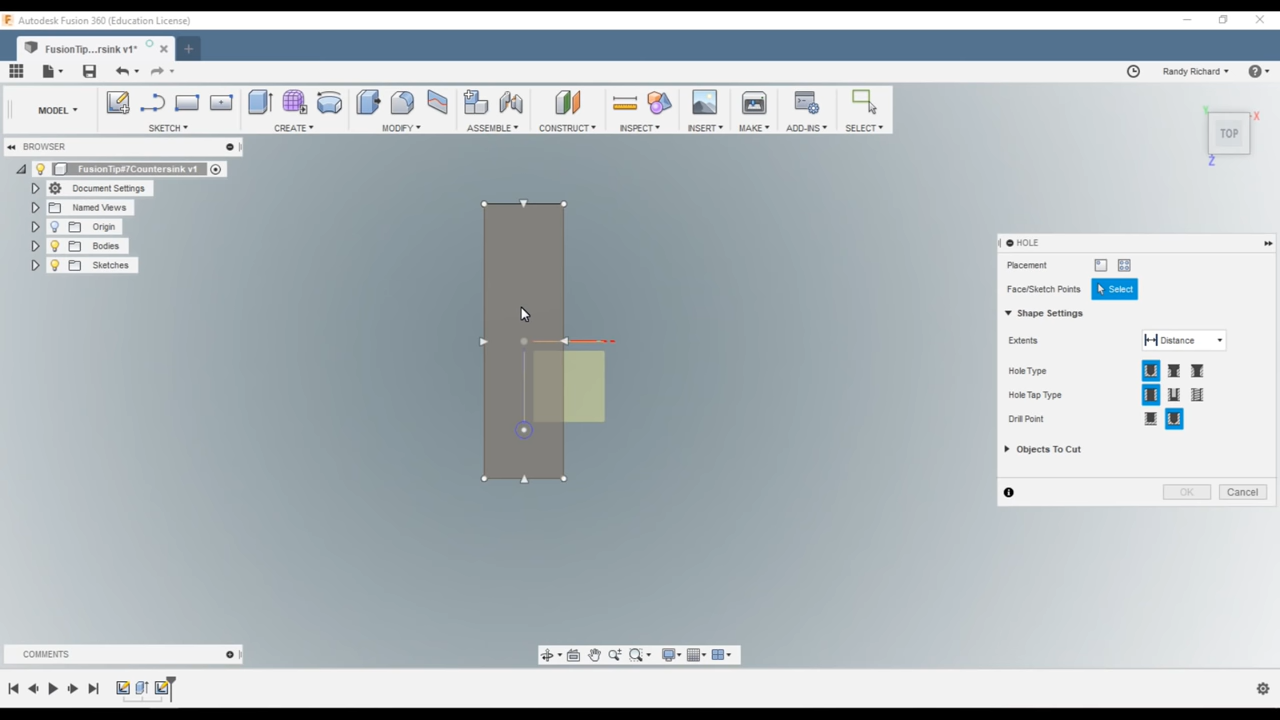 Autodesk Fusion 360 (Education License)
FusionTip...rsink v1*
Randy Richard
MODEL
SKETCH
CREATE
MODIFY
ASSEMBLE
CONSTRUCT
INSPECT
INSERT
MAKE
ADD-INS
SELECT
BROWSER
FusionTip#7Countersink v1
Document Settings
Named Views
Origin
Bodies
Sketches
Y
X
TOP
Z
HOLE
Placement
Face/Sketch Points Select
Shape Settings
Extents Distance
Hole Type
Hole Tap Type
Drill Point
Objects To Cut
OK Cancel
COMMENTS